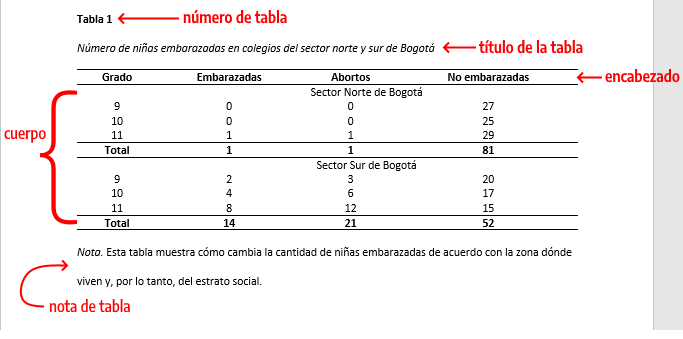 Tabla 1 número de tabla
Número de niñas embarazadas en colegios del sector norte y sur de Bogotá título de la tabla
Grado Embarazadas Abortos No embarazadas encabezado
Sector Norte de Bogotá
9 0 0 27
10 0 0 25
cuerpo
11 1 1 29
Total 1 1 81
Sector Sur de Bogotá
9 2 3 20
10 4 6 17
11 8 12 15
Total 14 21 52
Nota. Esta tabla muestra cómo cambia la cantidad de niñas embarazadas de acuerdo con la zona dónde
viven y, por lo tanto, del estrato social.
nota de tabla